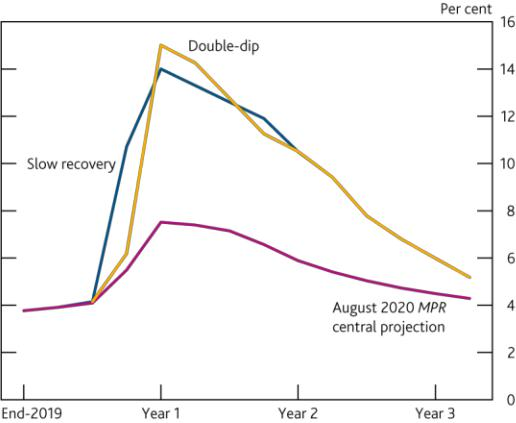 Per cent
16
Double-dip
14
12
Slow recovery
10
8
6
August 2020 MPR
central projection
4
2
0
End-2019
Year 1
Year 2
Year 3